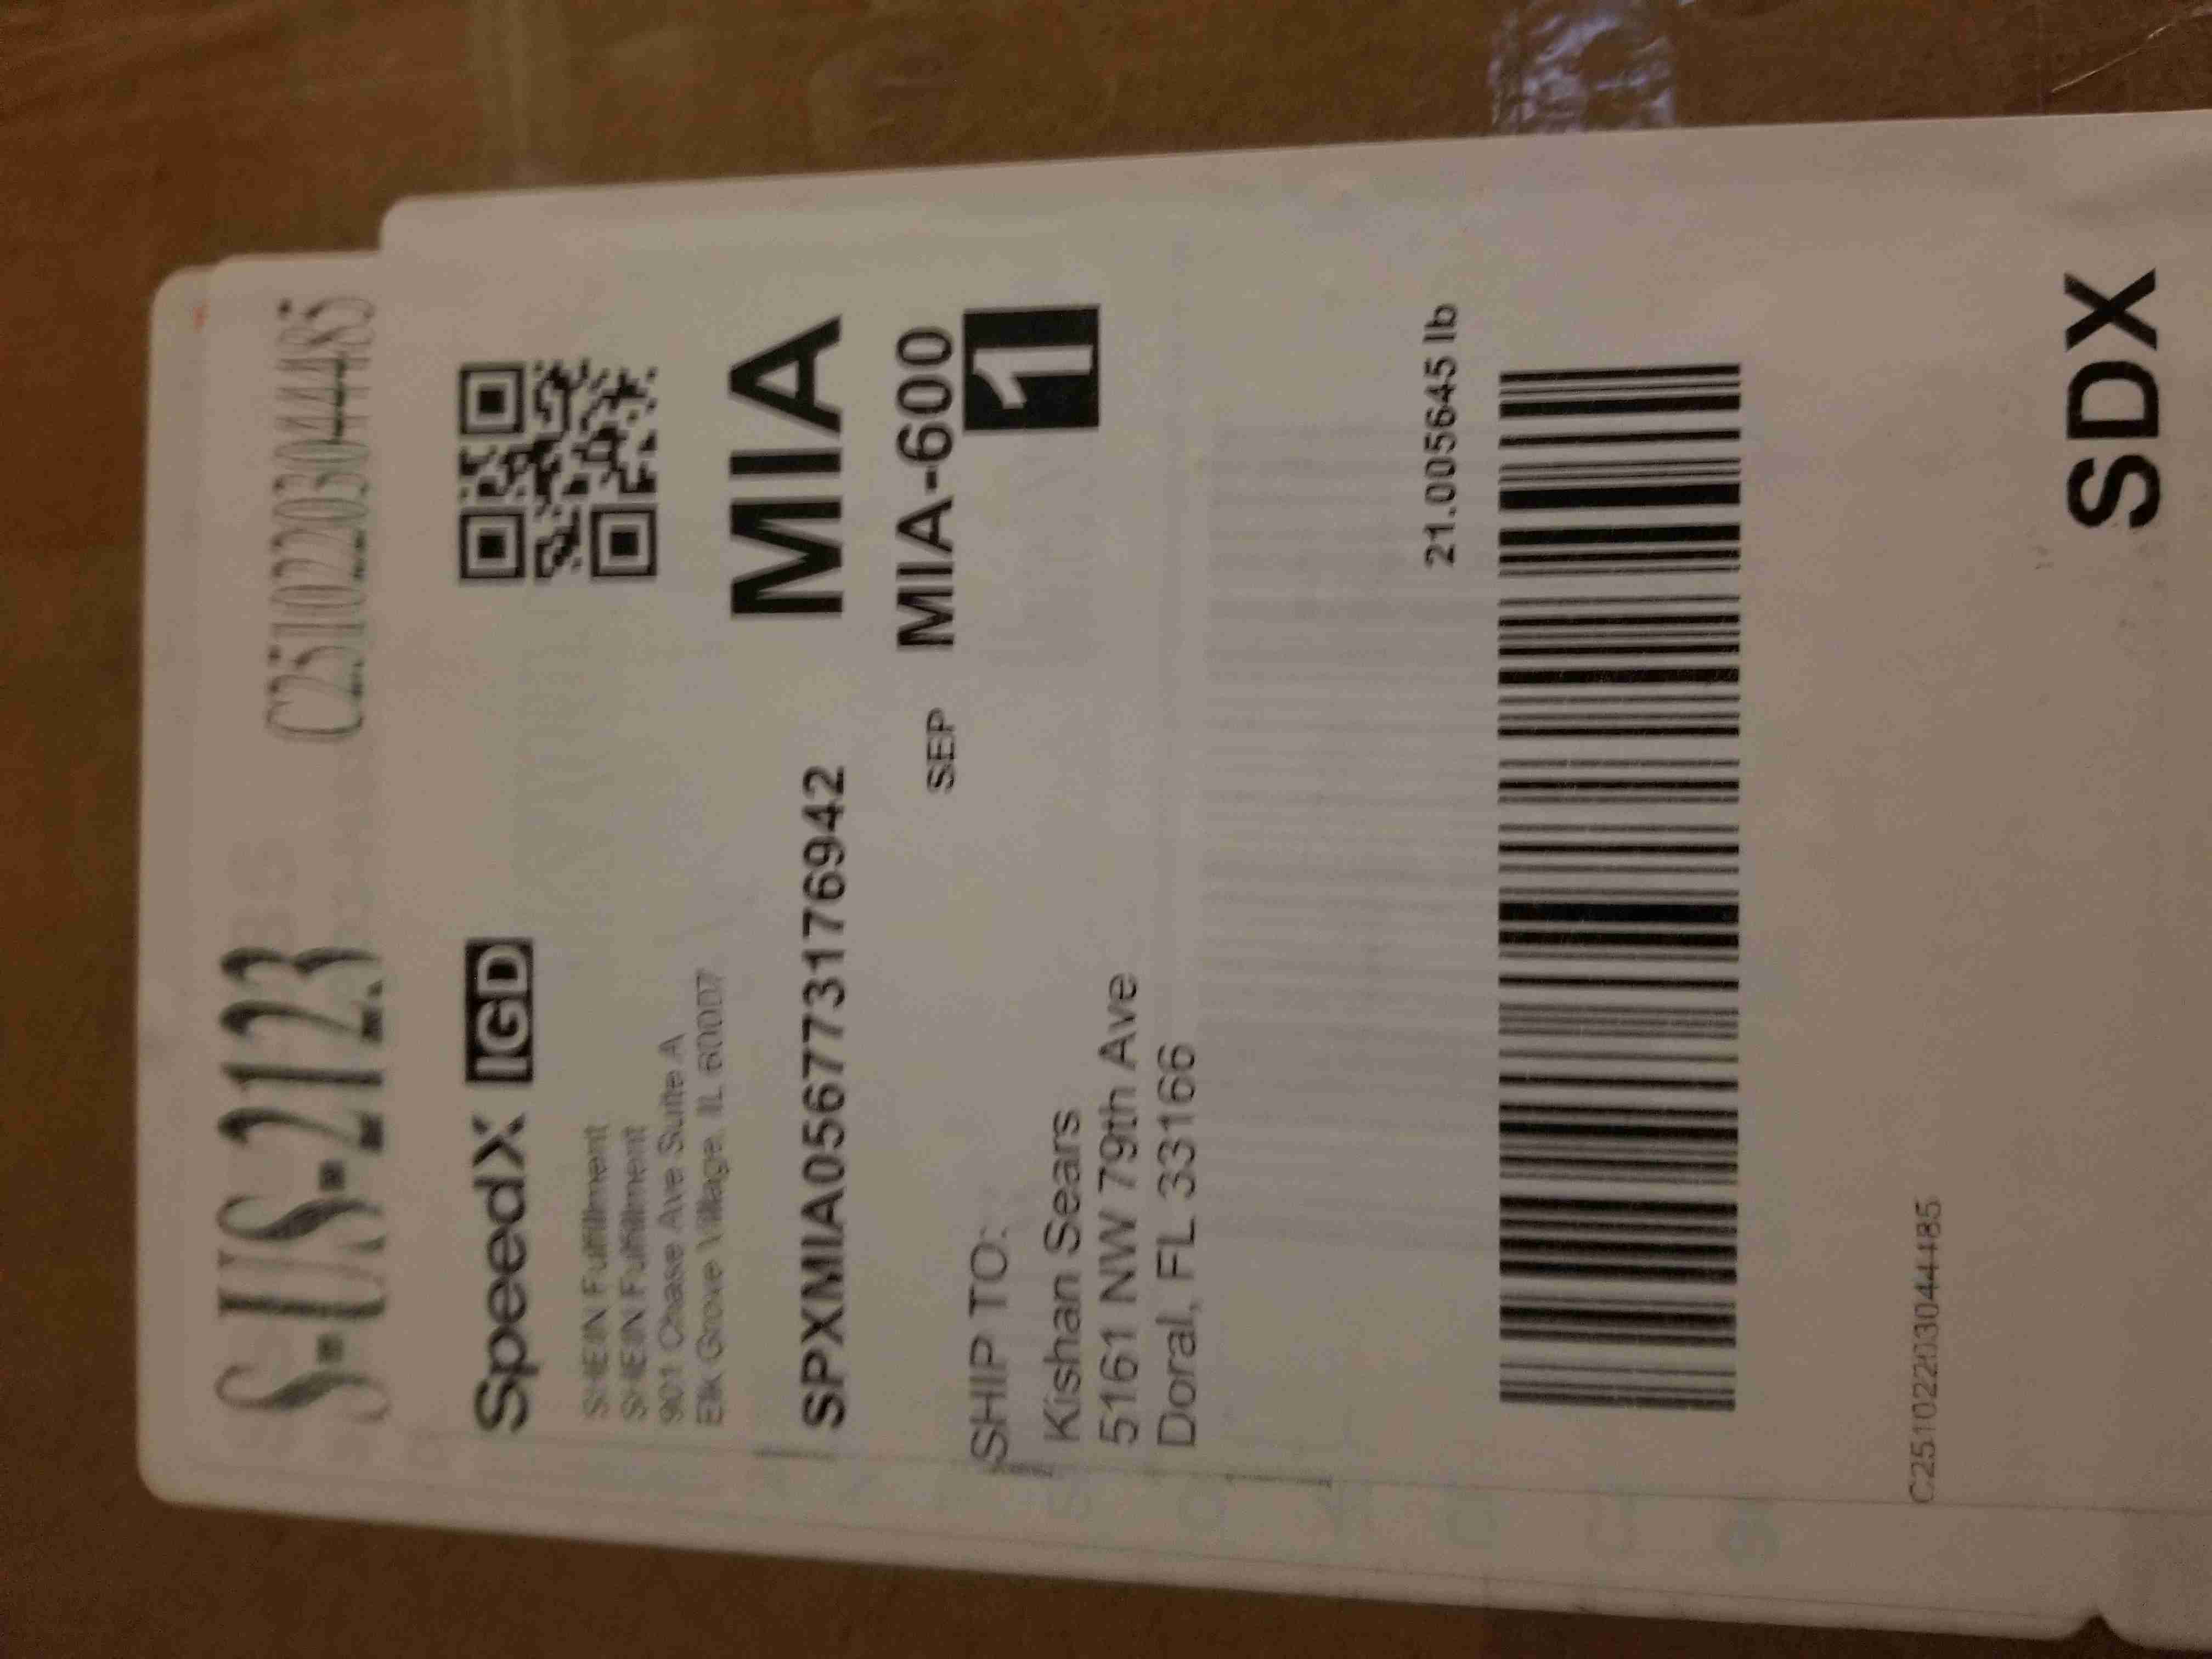 S-US-2123 C25102203044485
SpeedX IGD
SHEIN Fulfillment
SHEIN Fulfillment
901 Chase Ave Suite A
Elk Grove Village, IL 60007
MIA
SPXMIA056773176942
SEP MIA-600
1
SHIP TO:
Kishan Sears
5161 NW 79th Ave
Doral, FL 33166
21.005645 lb
C25102203044485
SDX